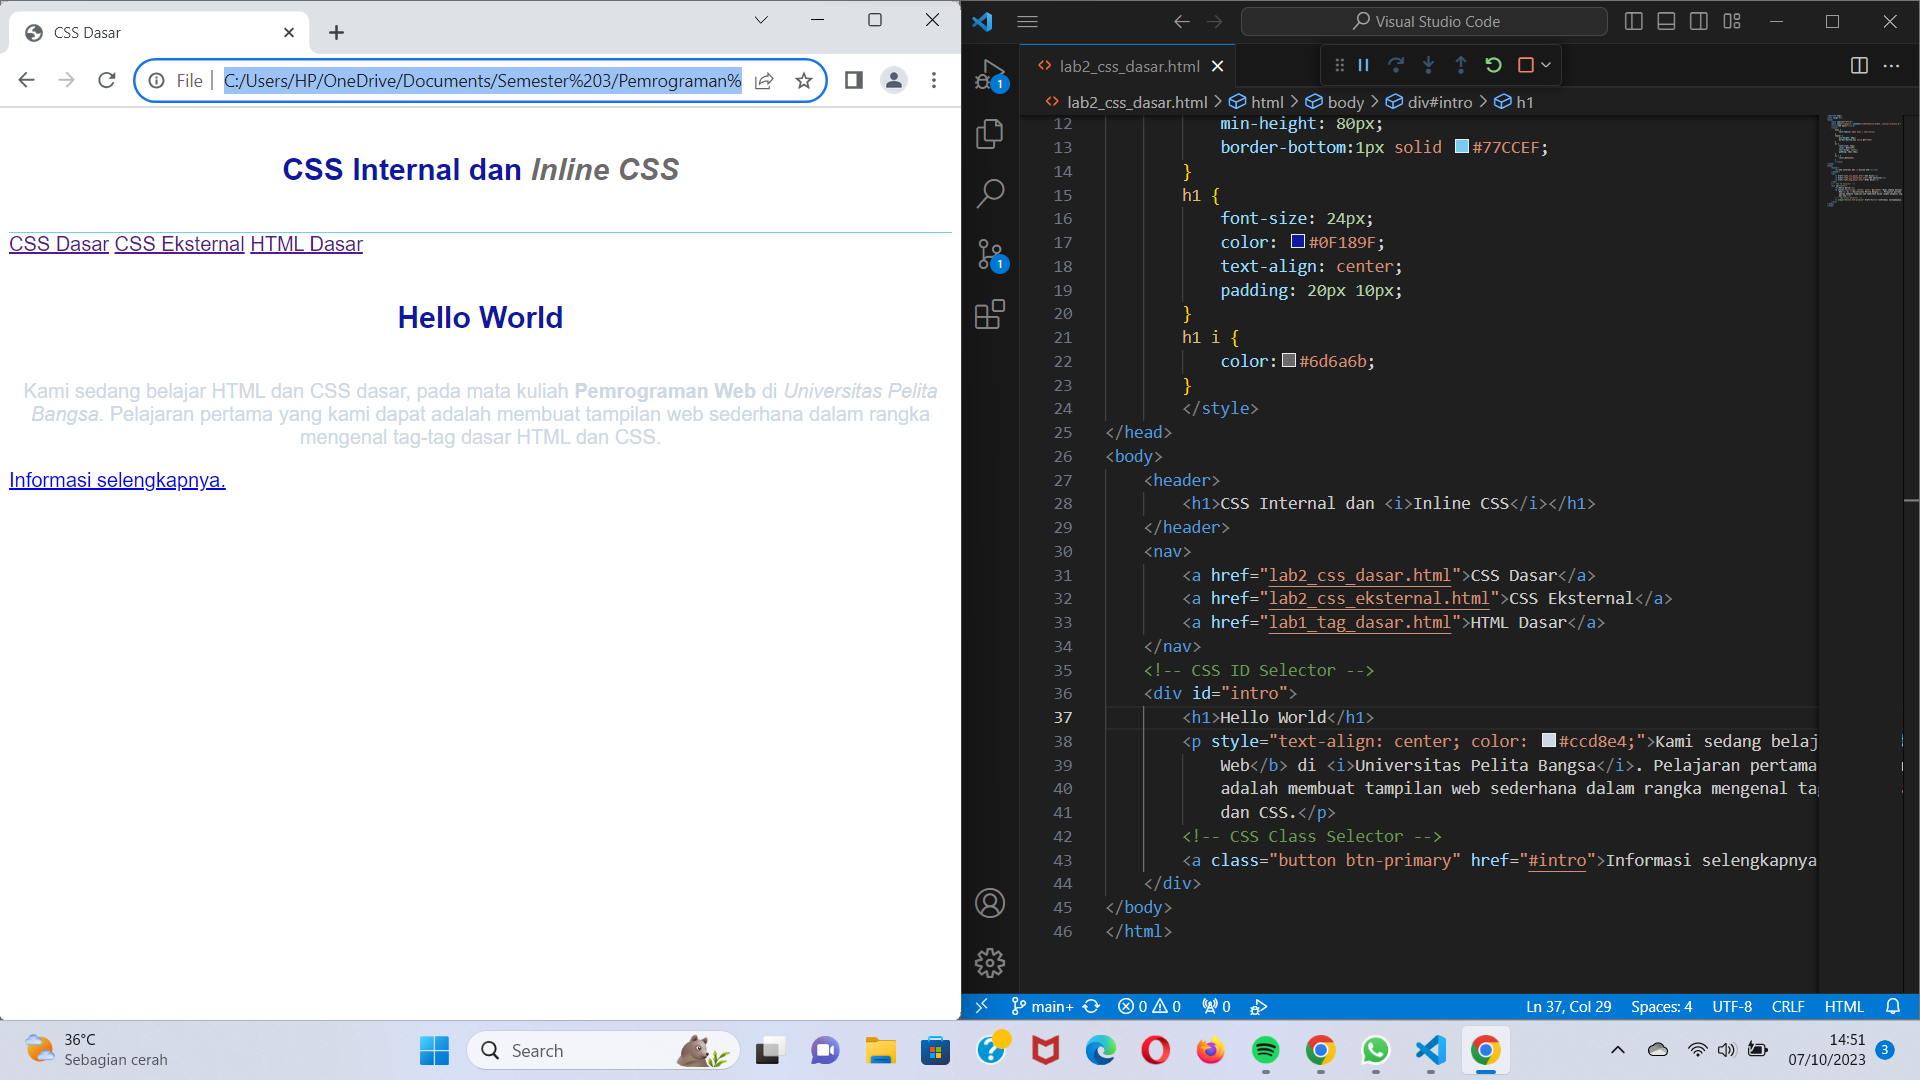 CSS Dasar
File
C:/Users/HP/OneDrive/Documents/Semester%203/Pemrograman%
CSS Internal dan Inline CSS
CSS Dasar CSS Eksternal HTML Dasar
Hello World
Kami sedang belajar HTML dan CSS dasar, pada mata kuliah Pemrograman Web di Universitas Pelita
Bangsa. Pelajaran pertama yang kami dapat adalah membuat tampilan web sederhana dalam rangka
mengenal tag-tag dasar HTML dan CSS.
Informasi selengkapnya.
Visual Studio Code
lab2_css_dasar.html
lab2_css_dasar.html > html > body > div#intro > h1
1
1
12 min-height: 80px;
13 border-bottom:1px solid #77CCEF;
14 }
15 h1 {
16 font-size: 24px;
17 color: #0F189F;
18 text-align: center;
19 padding: 20px 10px;
20 }
21 h1 i {
22 color:#6d6a6b;
23 }
24 </style>
25 </head>
26 <body>
27 <header>
28 <h1>CSS Internal dan <i>Inline CSS</i></h1>
29 </header>
30 <nav>
31 <a href="lab2_css_dasar.html">CSS Dasar</a>
32 <a href="lab2_css_eksternal.html">CSS Eksternal</a>
33 <a href="lab1_tag_dasar.html">HTML Dasar</a>
34 </nav>
35 <!-- CSS ID Selector -->
36 <div id="intro">
37 <h1>Hello World</h1>
38 <p style="text-align: center; color: #ccd8e4;">Kami sedang belaj
39 Web</b> di <i>Universitas Pelita Bangsa</i>. Pelajaran pertama
40 adalah membuat tampilan web sederhana dalam rangka mengenal tag
41 dan CSS.</p>
42 <!-- CSS Class Selector -->
43 <a class="button btn-primary" href="#intro">Informasi selengkapnya
44 </div>
45 </body>
46 </html>
main+ 0 0 0 Ln 37, Col 29 Spaces: 4 UTF-8 CRLF HTML
36°C
Sebagian cerah
Search
14:51
07/10/2023
3